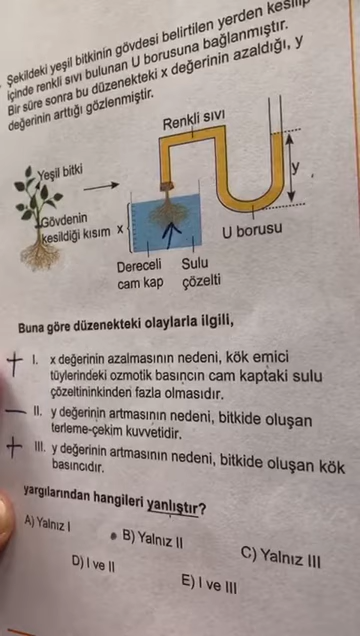 Şekildeki yeşil bitkinin gövdesi belirtilen yerden kesilip
içinde renkli sıvı bulunan U borusuna bağlanmıştır.
Bir süre sonra bu düzenekteki x değerinin azaldığı, y
değerinin arttığı gözlenmiştir.
Renkli sıvı
Yeşil bitki
y
Gövdenin
kesildiği kısım
x
U borusu
Dereceli
cam kap
Sulu
çözelti
Buna göre düzenekteki olaylarla ilgili,
+ I. x değerinin azalmasının nedeni, kök emici
tüylerindeki ozmotik basıncın cam kaptaki sulu
çözeltininkinden fazla olmasıdır.
– II. y değerinin artmasının nedeni, bitkide oluşan
terleme-çekim kuvvetidir.
+ III. y değerinin artmasının nedeni, bitkide oluşan kök
basıncıdır.
yargılarından hangileri yanlıştır?
A) Yalnız I
B) Yalnız II
C) Yalnız III
D) I ve II
E) I ve III